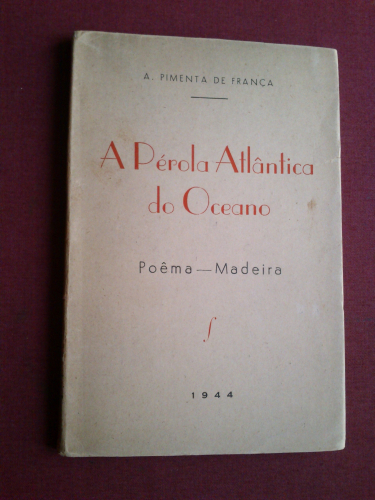 A. PIMENTA DE FRANÇA
A Pérola Atlântica
do Oceano
Poêma — Madeira
1944